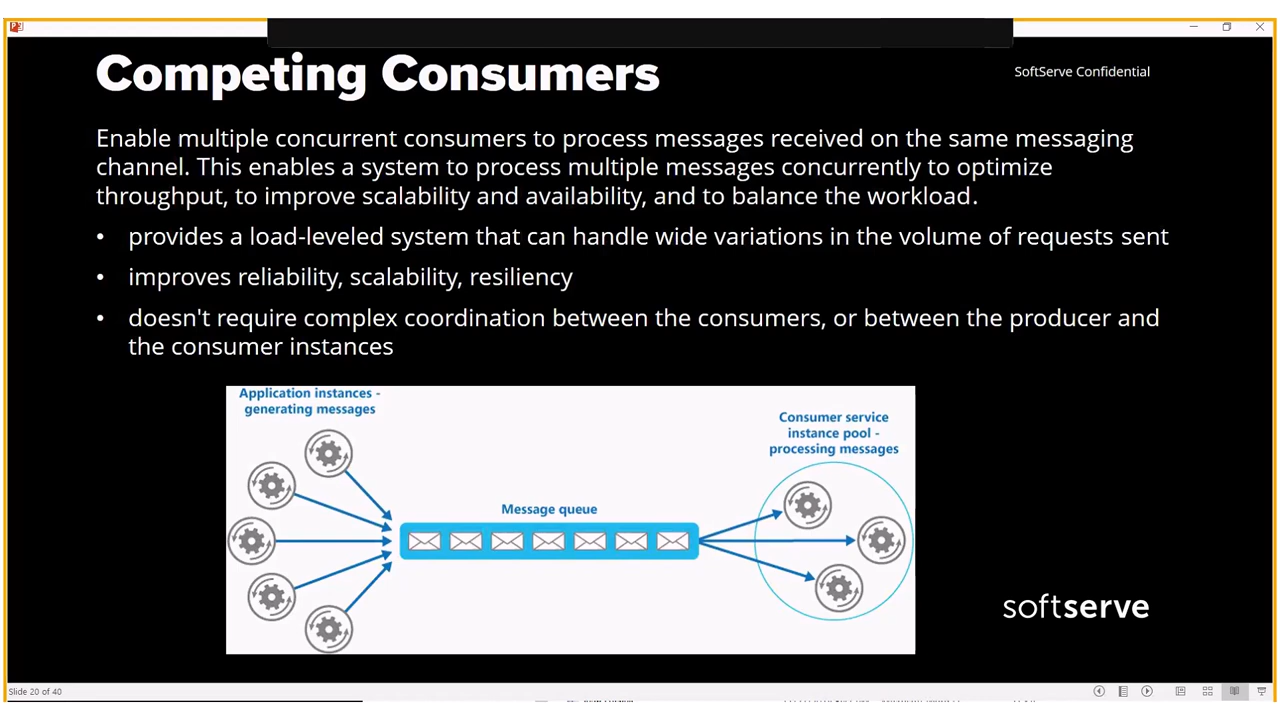 Competing Consumers
SoftServe Confidential
Enable multiple concurrent consumers to process messages received on the same messaging
channel. This enables a system to process multiple messages concurrently to optimize
throughput, to improve scalability and availability, and to balance the workload.
• provides a load-leveled system that can handle wide variations in the volume of requests sent
• improves reliability, scalability, resiliency
• doesn't require complex coordination between the consumers, or between the producer and
the consumer instances
Application instances -
generating messages
Consumer service
instance pool -
processing messages
Message queue
softserve
Slide 20 of 40